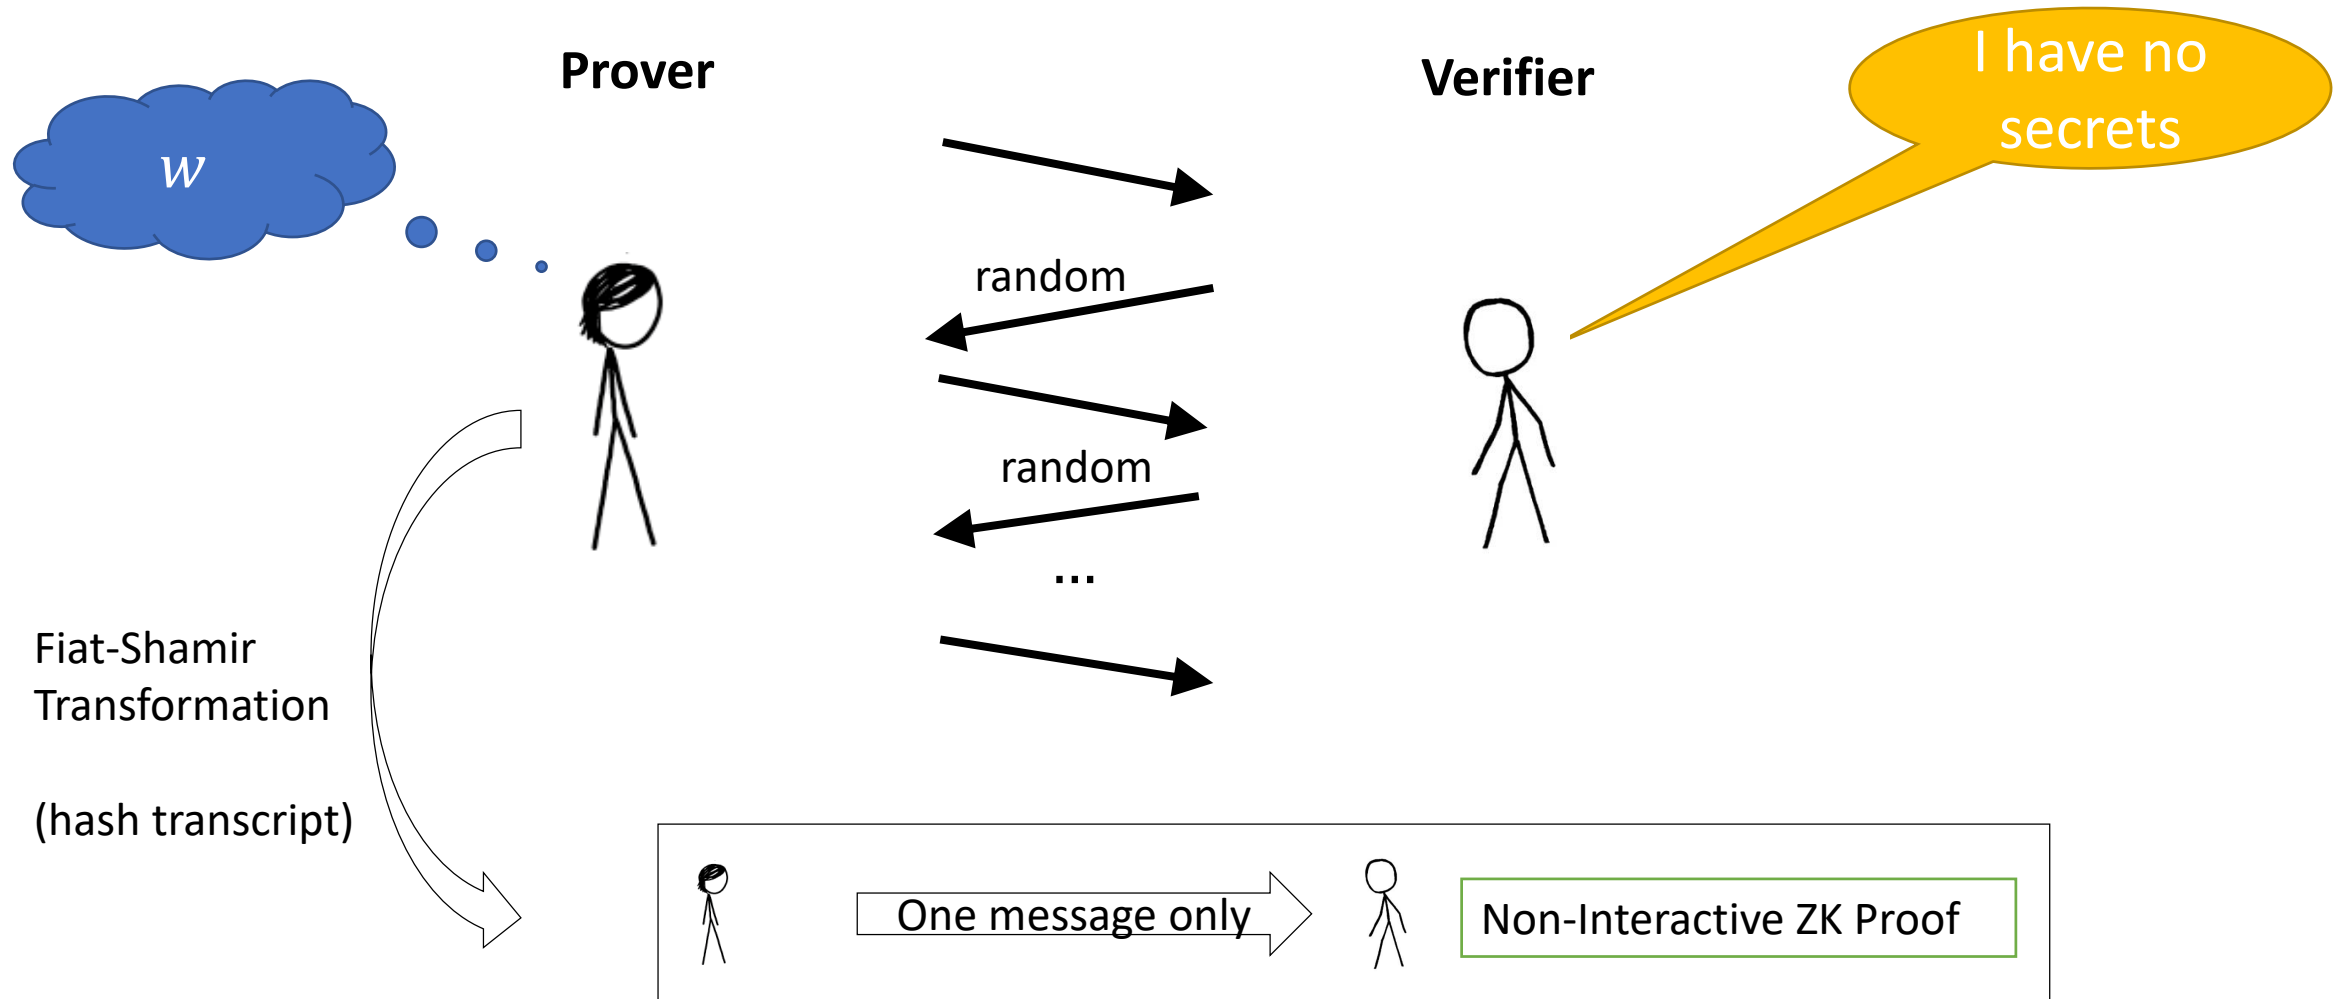 Prover
Verifier
I have no
secrets
w
random
random
...
Fiat-Shamir
Transformation
(hash transcript)
One message only
Non-Interactive ZK Proof